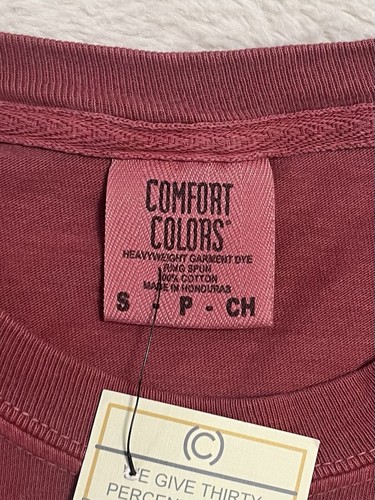 COMFORT
COLORS®
HEAVYWEIGHT GARMENT DYE
RING SPUN
100% COTTON
MADE IN HONDURAS
S - P - CH
©
WE GIVE THIRTY
PERCENT